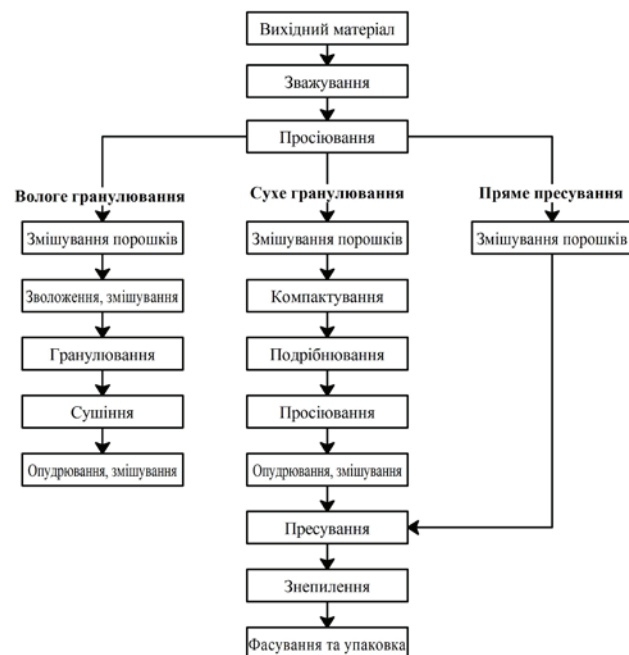 Вихідний матеріал
Зважування
Просіювання
Вологе гранулювання
Сухе гранулювання
Пряме пресування
Змішування порошків
Змішування порошків
Змішування порошків
Зволоження, змішування
Компактування
Гранулювання
Подрібнювання
Сушіння
Просіювання
Опудрювання, змішування
Опудрювання, змішування
Пресування
Знепилення
Фасування та упаковка